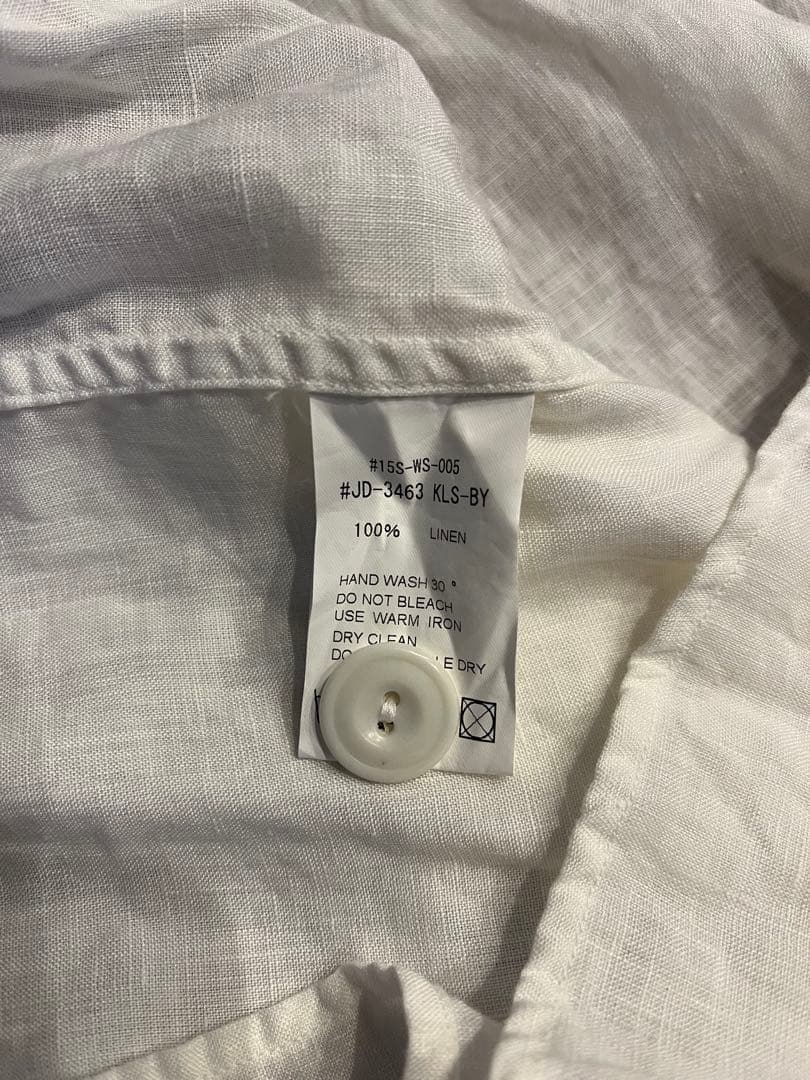 #15S-WS-005
#JD-3463 KLS-BY
100% LINEN
HAND WASH 30 °
DO NOT BLEACH
USE WARM IRON
DRY CLEAN
DRY